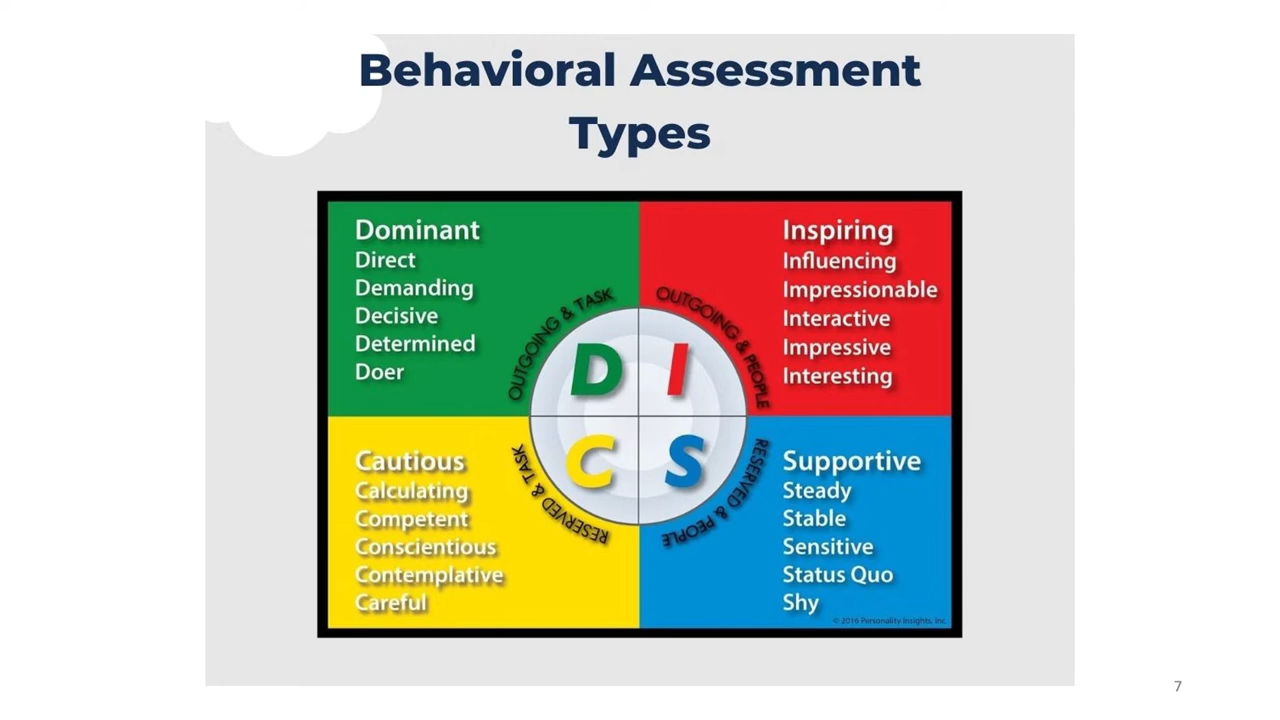 Behavioral Assessment
Types
Dominant
Direct
Demanding
Decisive
Determined
Doer
OUTGOING & TASK
Inspiring
Influencing
Impressionable
Interactive
Impressive
Interesting
OUTGOING & PEOPLE
D
I
C
S
Cautious
Calculating
Competent
Conscientious
Contemplative
Careful
RESERVED & TASK
Supportive
Steady
Stable
Sensitive
Status Quo
Shy
RESERVED & PEOPLE
© 2016 Personality Insights, Inc.
7